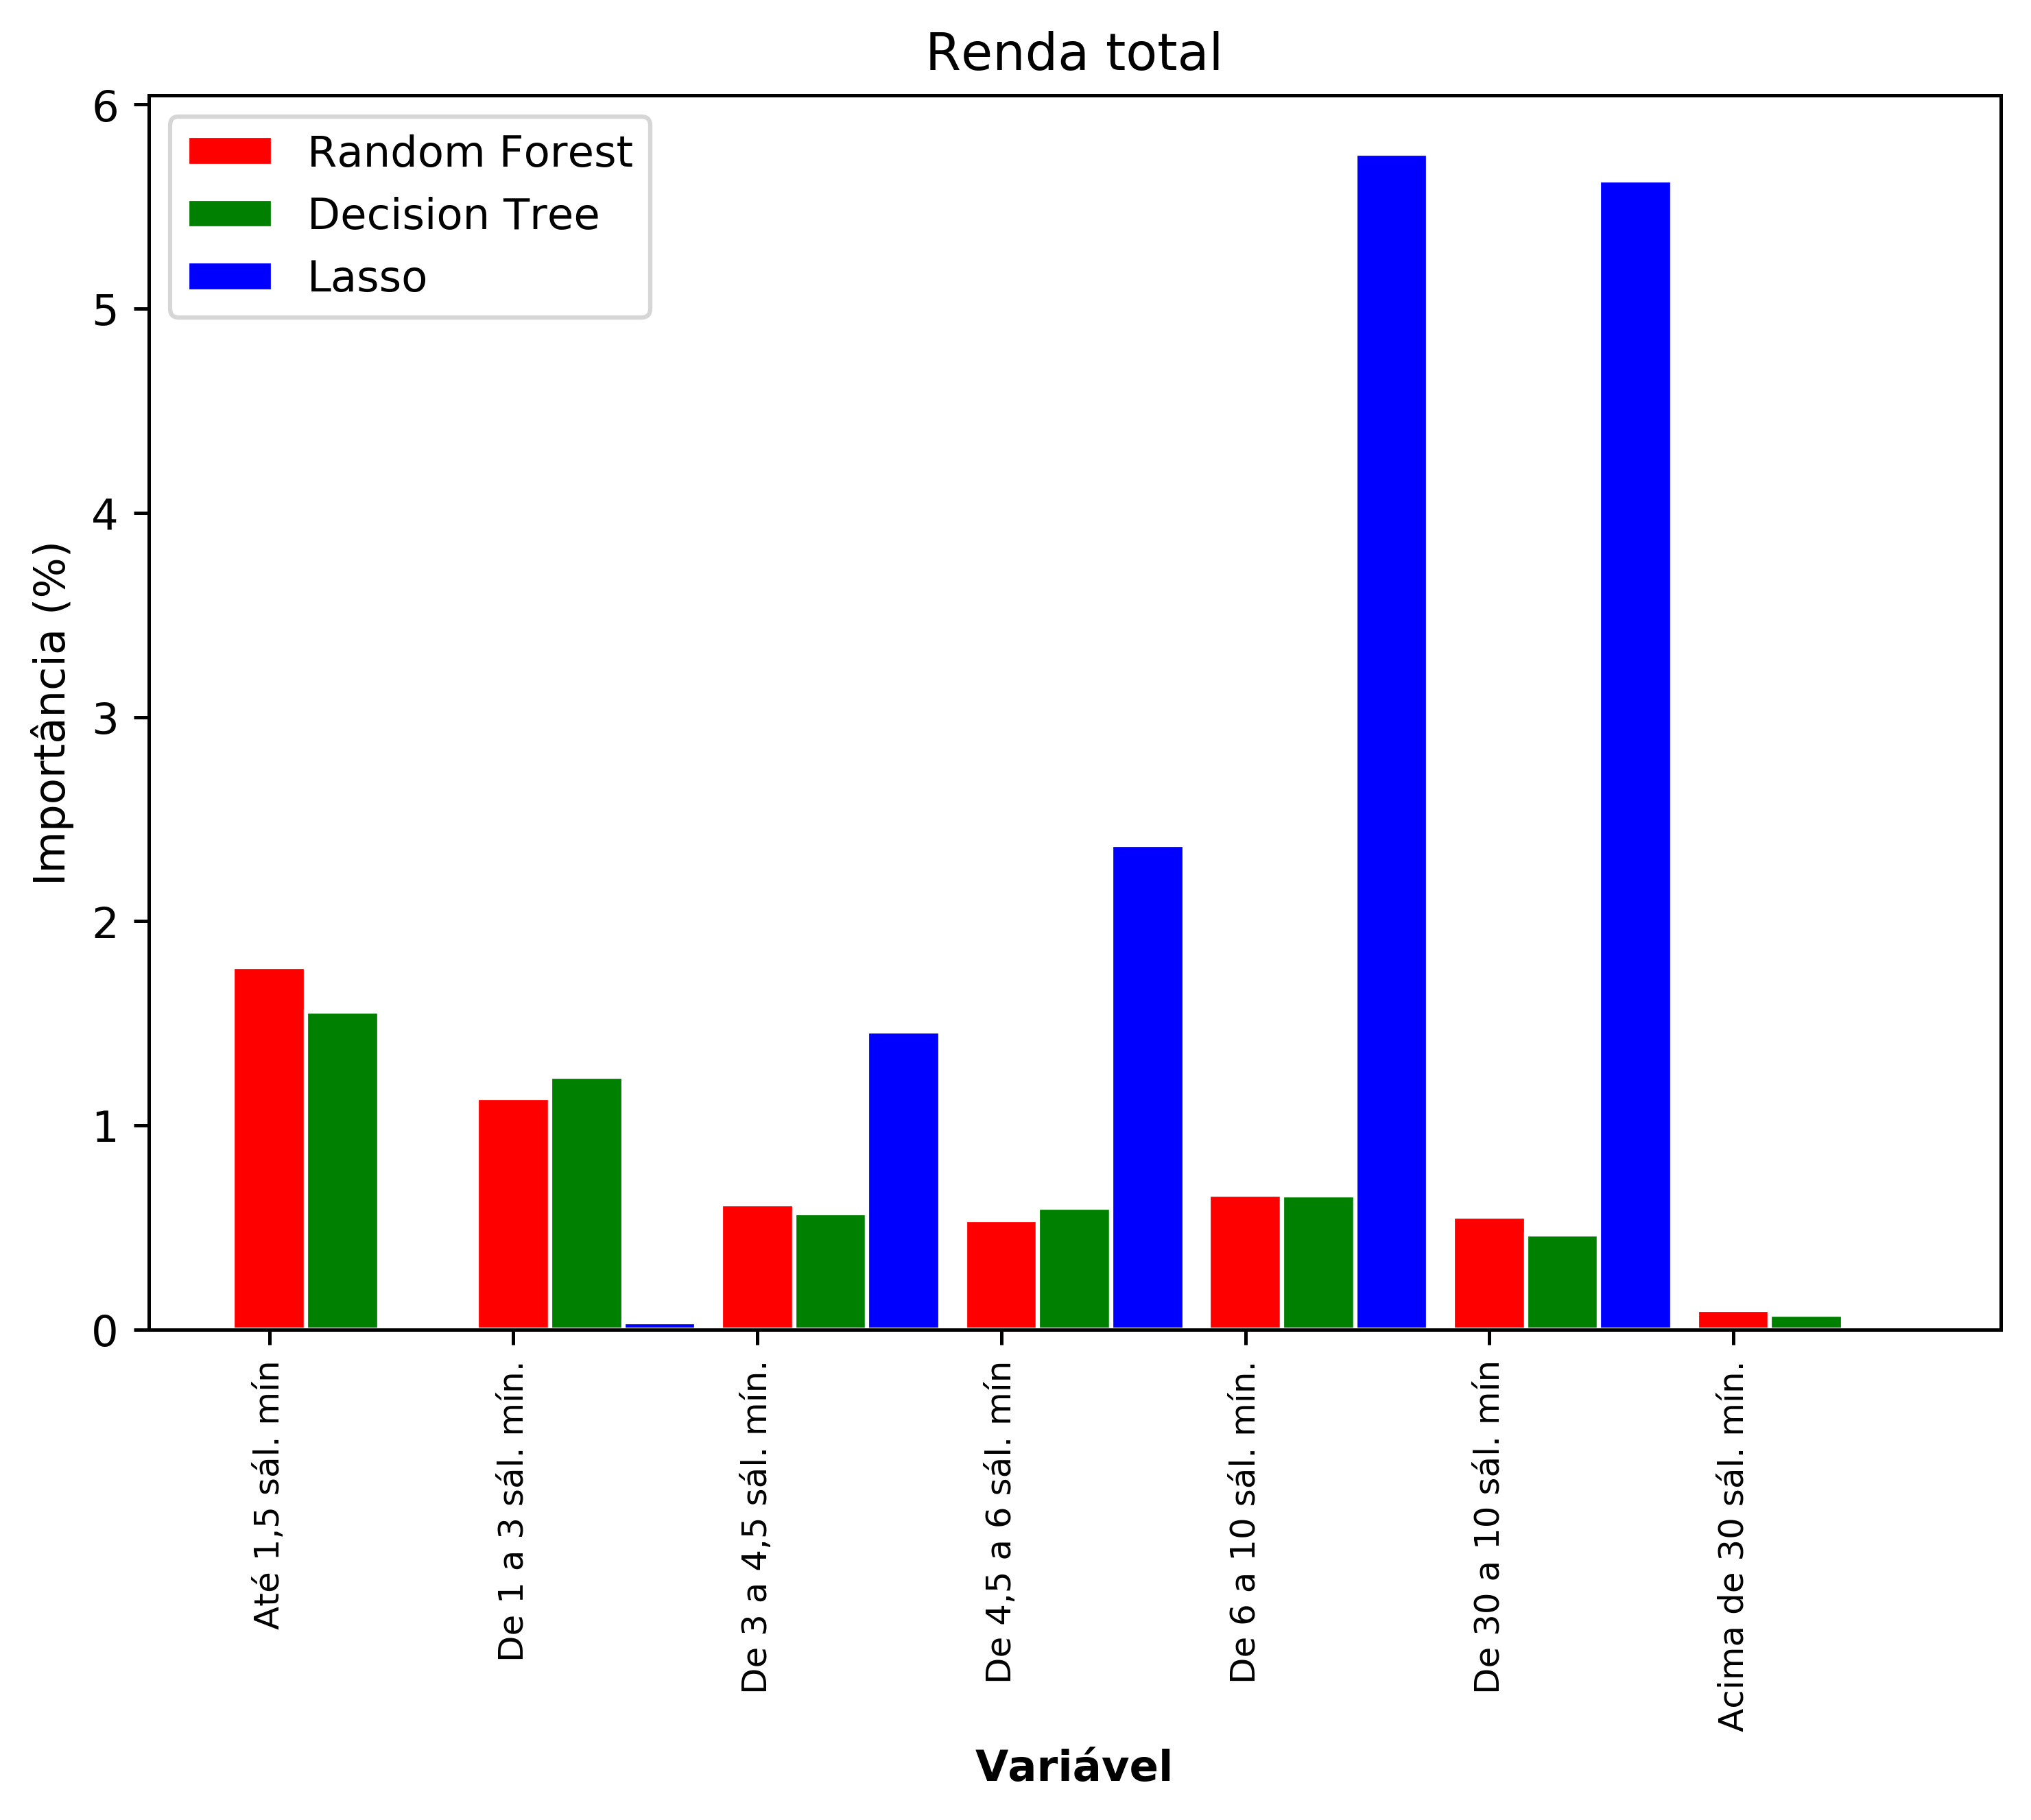 Renda total
Random Forest
Decision Tree
Lasso
Importância (%)
6
5
4
3
2
1
0
Até 1,5 sál. mín
De 1 a 3 sál. mín.
De 3 a 4,5 sál. mín.
De 4,5 a 6 sál. mín
De 6 a 10 sál. mín.
De 30 a 10 sál. mín
Acima de 30 sál. mín.
Variável